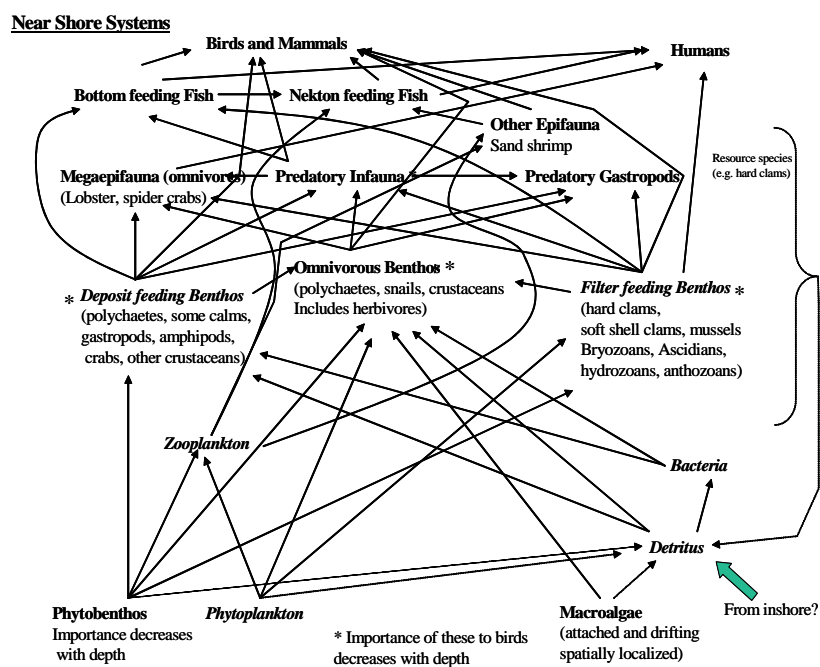 Near Shore Systems
Birds and Mammals
Humans
Bottom feeding Fish
Nekton feeding Fish
Other Epifauna
Sand shrimp
Resource species
(e.g. hard clams)
Megaepifauna (omnivores)
(Lobster, spider crabs)
Predatory Infauna *
Predatory Gastropods
* Deposit feeding Benthos
(polychaetes, some calms,
gastropods, amphipods,
crabs, other crustaceans)
Omnivorous Benthos *
(polychaetes, snails, crustaceans
Includes herbivores)
Filter feeding Benthos *
(hard clams,
soft shell clams, mussels
Bryozoans, Ascidians,
hydrozoans, anthozoans)
Zooplankton
Bacteria
Detritus
From inshore?
Phytobenthos
Importance decreases
with depth
Phytoplankton
* Importance of these to birds
decreases with depth
Macroalgae
(attached and drifting
spatially localized)